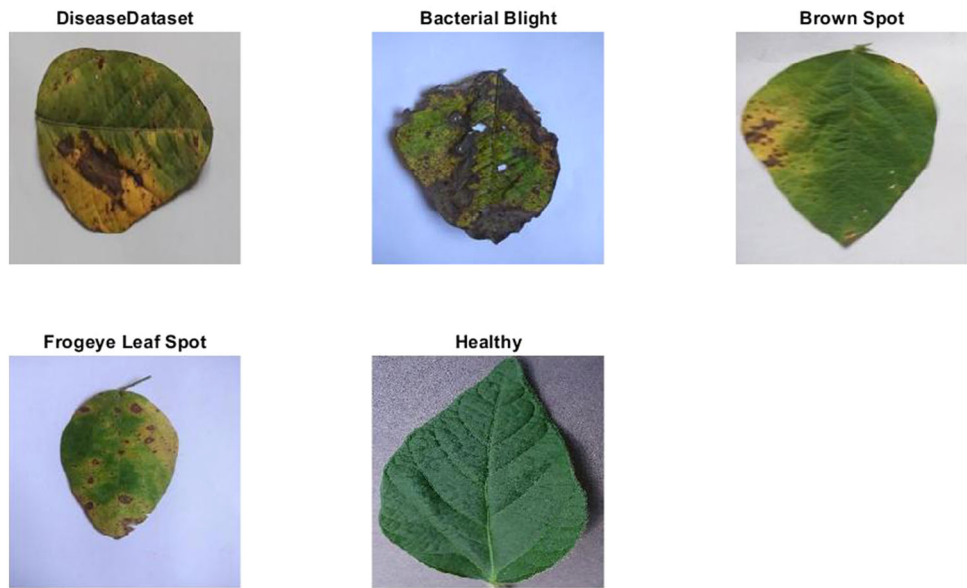 DiseaseDataset
Bacterial Blight
Brown Spot
Frogeye Leaf Spot
Healthy